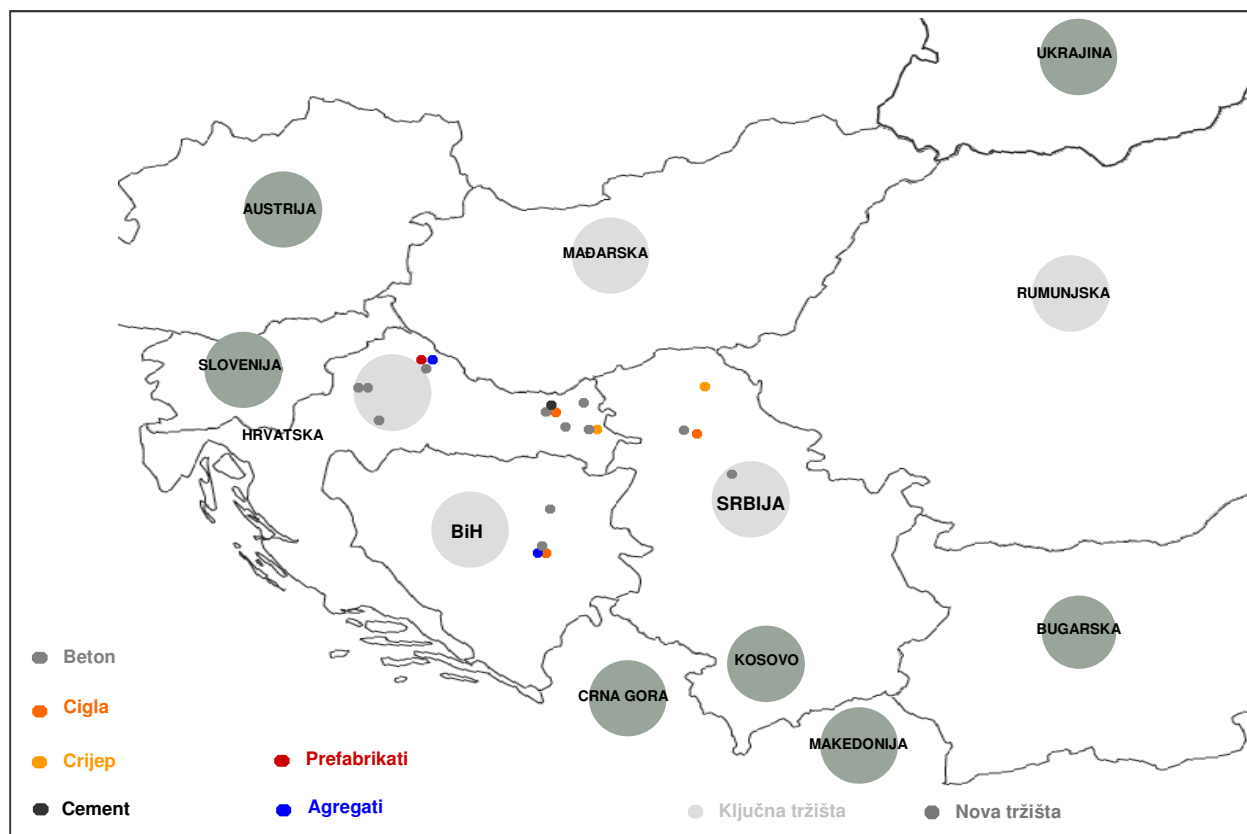 UKRAJINA
AUSTRIJA
MAĐARSKA
RUMUNJSKA
SLOVENIJA
HRVATSKA
SRBIJA
BiH
BUGARSKA
KOSOVO
CRNA GORA
MAKEDONIJA
Beton
Cigla
Crijep
Prefabrikati
Cement
Agregati
Ključna tržišta
Nova tržišta